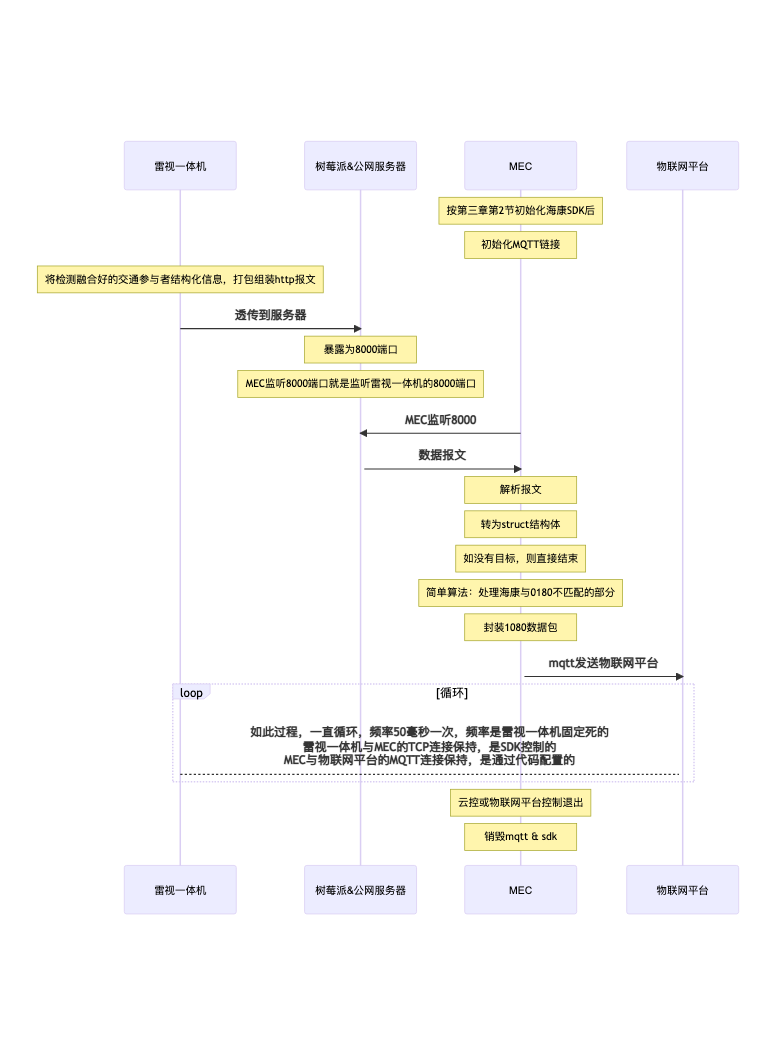 雷视一体机
树莓派&公网服务器
MEC
物联网平台
按第三章第2节初始化海康SDK后
初始化MQTT链接
将检测融合好的交通参与者结构化信息，打包组装http报文
透传到服务器
暴露为8000端口
MEC监听8000端口就是监听雷视一体机的8000端口
MEC监听8000
数据报文
解析报文
转为struct结构体
如没有目标，则直接结束
简单算法：处理海康与0180不匹配的部分
封装1080数据包
mqtt发送物联网平台
loop
[循环]
如此过程，一直循环，频率50毫秒一次，频率是雷视一体机固定死的
雷视一体机与MEC的TCP连接保持，是SDK控制的
MEC与物联网平台的MQTT连接保持，是通过代码配置的
云控或物联网平台控制退出
销毁mqtt & sdk
雷视一体机
树莓派&公网服务器
MEC
物联网平台